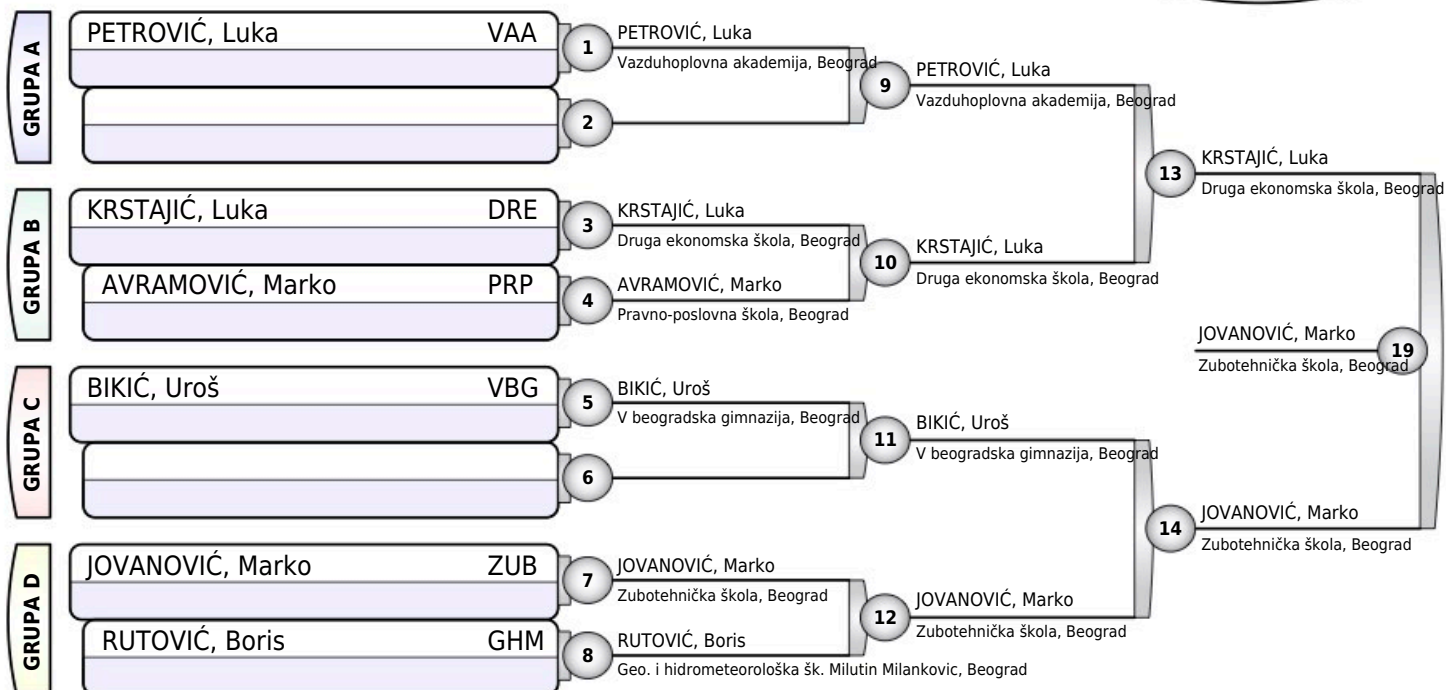 GRUPA A
PETROVIĆ, Luka VAA
1
PETROVIĆ, Luka
Vazduhoplovna akademija, Beograd
2
9
PETROVIĆ, Luka
Vazduhoplovna akademija, Beograd
13
KRSTAJIĆ, Luka
Druga ekonomska škola, Beograd
GRUPA B
KRSTAJIĆ, Luka DRE
3
KRSTAJIĆ, Luka
Druga ekonomska škola, Beograd
AVRAMOVIĆ, Marko PRP
4
AVRAMOVIĆ, Marko
Pravno-poslovna škola, Beograd
10
KRSTAJIĆ, Luka
Druga ekonomska škola, Beograd
JOVANOVIĆ, Marko
Zubotehnička škola, Beograd
19
GRUPA C
BIKIĆ, Uroš VBG
5
BIKIĆ, Uroš
V beogradska gimnazija, Beograd
6
11
BIKIĆ, Uroš
V beogradska gimnazija, Beograd
14
JOVANOVIĆ, Marko
Zubotehnička škola, Beograd
GRUPA D
JOVANOVIĆ, Marko ZUB
7
JOVANOVIĆ, Marko
Zubotehnička škola, Beograd
RUTOVIĆ, Boris GHM
8
RUTOVIĆ, Boris
Geo. i hidrometeorološka šk. Milutin Milankovic, Beograd
12
JOVANOVIĆ, Marko
Zubotehnička škola, Beograd